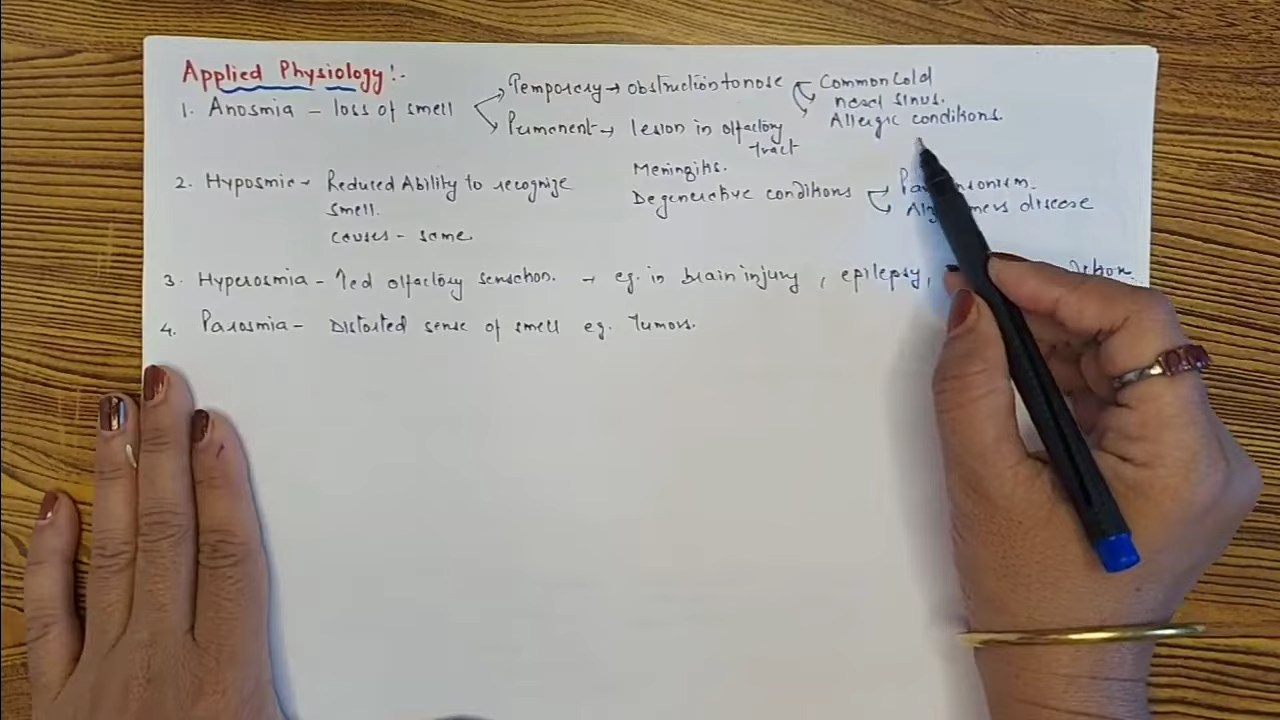 Applied Physiology :-
1. Anosmia - loss of smell
Temporary → obstruction to nose
Common Cold
nasal sinus.
Allergic conditions.
Permanent → lesion in olfactory
tract
Meningitis.
Degenerative conditions
disease
2. Hyposmia - Reduced Ability to recognize
smell.
causes - same
3. Hyperosmia - ↑ed olfactory sensation. → eg. in brain injury, epilepsy,
4. Parosmia - Distorted sense of smell eg. Tumors.